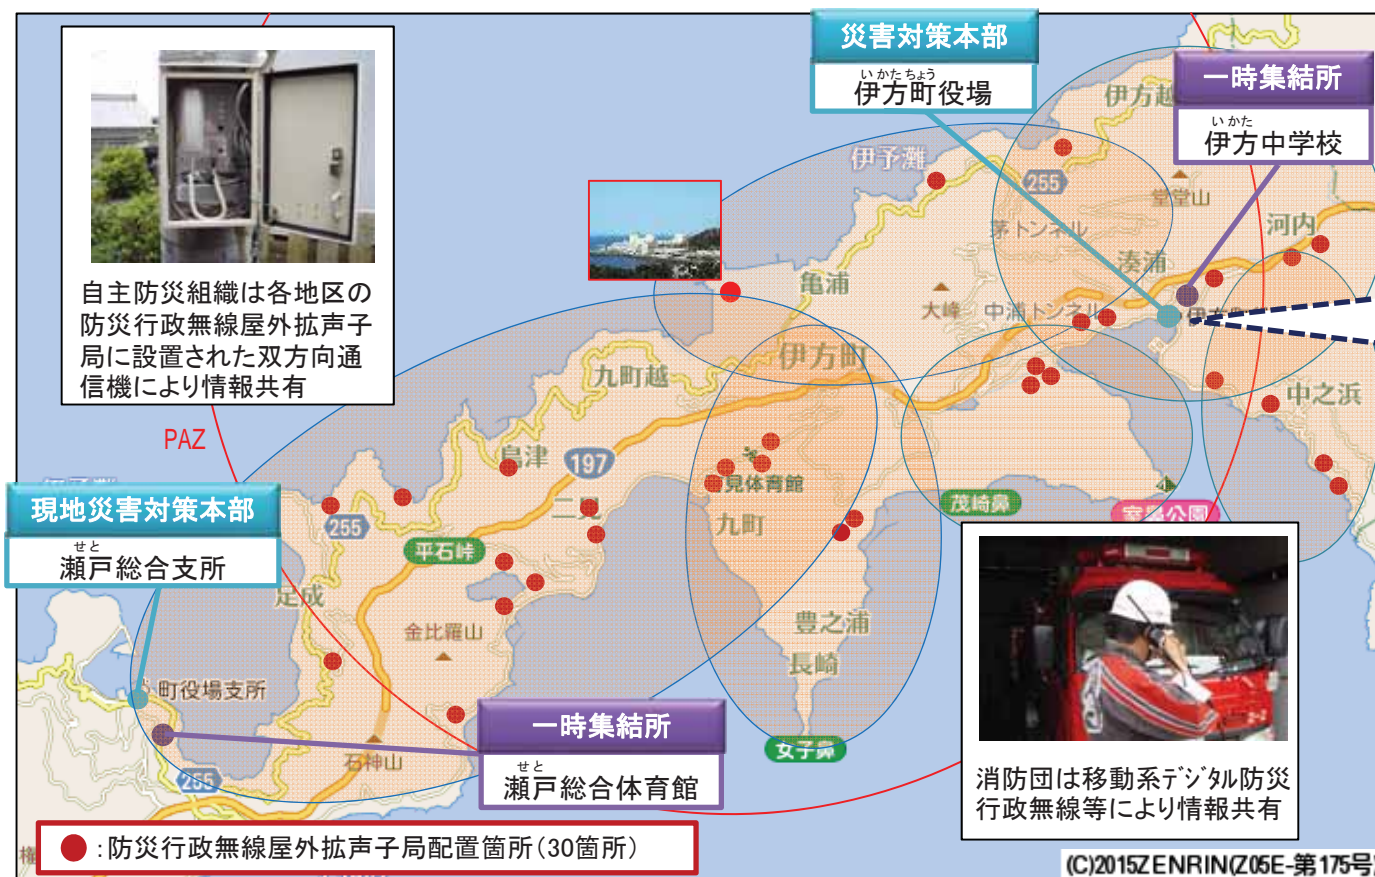 災害対策本部
いかたちょう
伊方町役場
一時集結所
いかた
伊方中学校
伊方越
伊予灘
255
堂堂山
茅トンネル
湊浦
河内
亀浦
大峰
中浦トンネル
自主防災組織は各地区の
防災行政無線屋外拡声子
局に設置された双方向通
信機により情報共有
伊方町
九町越
中之浜
PAZ
鳥津
197
見体育館
伊予灘
現地災害対策本部
せと
瀬戸総合支所
255
二見
九町
茂崎鼻
室鼻公園
平石峠
足成
金比羅山
豊之浦
長崎
町役場支所
一時集結所
せと
瀬戸総合体育館
女子鼻
石神山
255
消防団は移動系デジタル防災
行政無線等により情報共有
:防災行政無線屋外拡声子局配置箇所(30箇所)
(C)2015ZENRIN(Z05E-第175号)